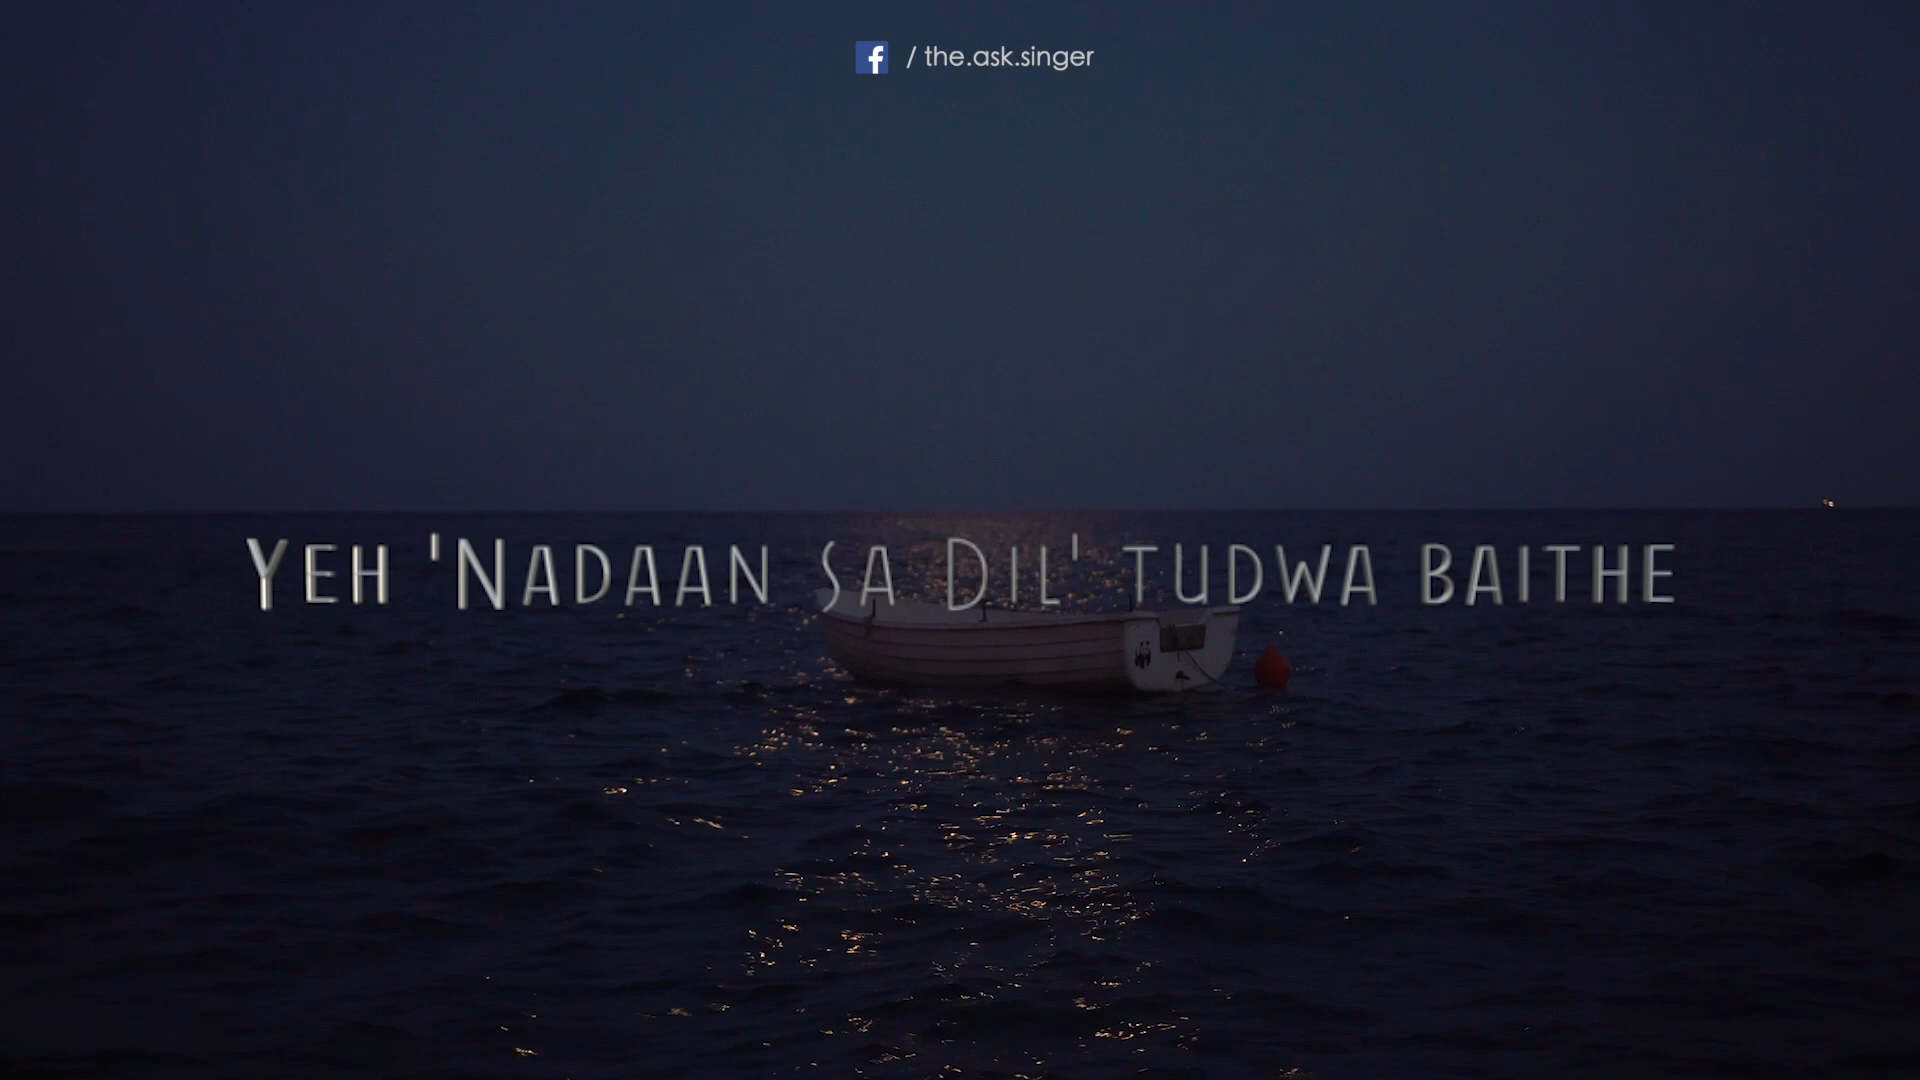 / the.ask.singer
Yeh 'Nadaan Sa Dil' tudwa baithe